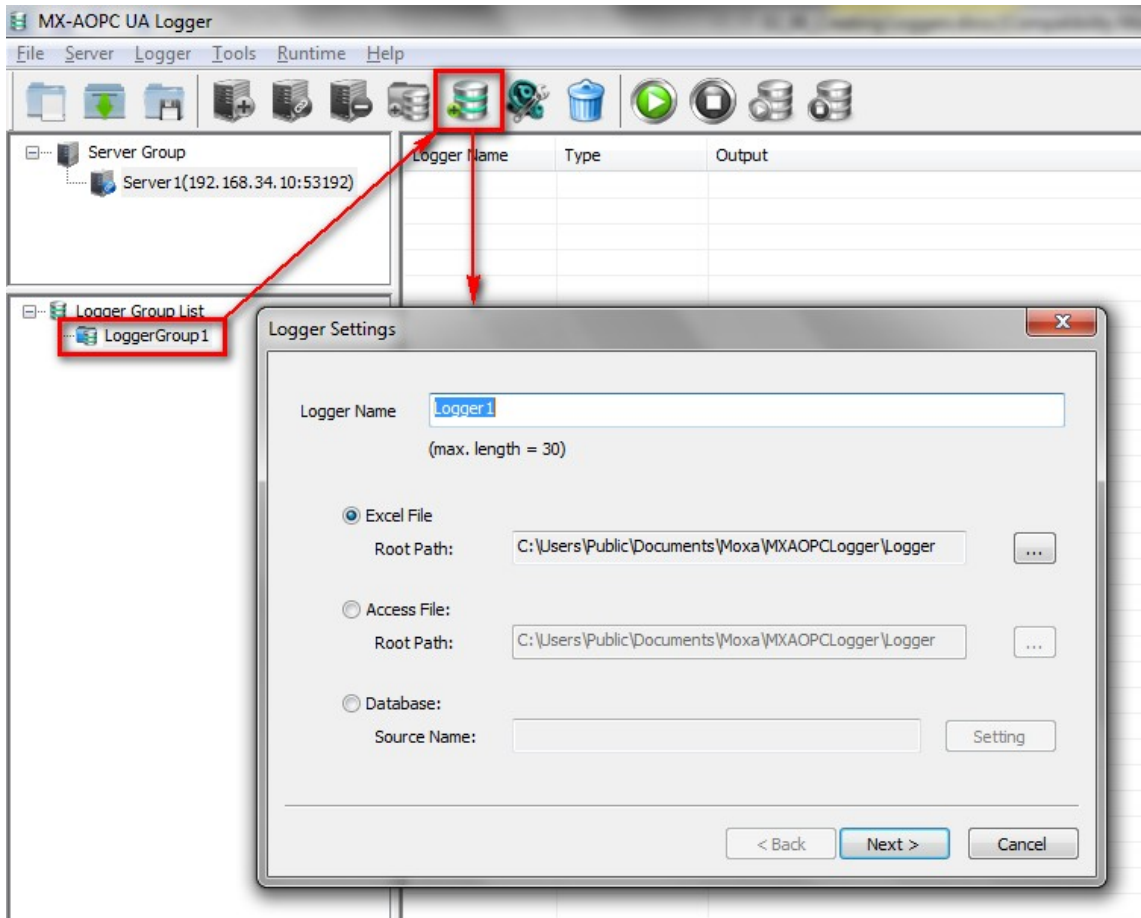 MX-AOPC UA Logger
File Server Logger Tools Runtime Help
Server Group
Server1(192.168.34.10:53192)
Logger Name Type Output
Logger Group List
LoggerGroup1
Logger Settings
Logger Name Logger1
(max. length = 30)
Excel File
Root Path: C:\Users\Public\Documents\Moxa\MXAOPCLogger\Logger ...
Access File:
Root Path: C:\Users\Public\Documents\Moxa\MXAOPCLogger\Logger ...
Database:
Source Name: Setting
< Back Next > Cancel